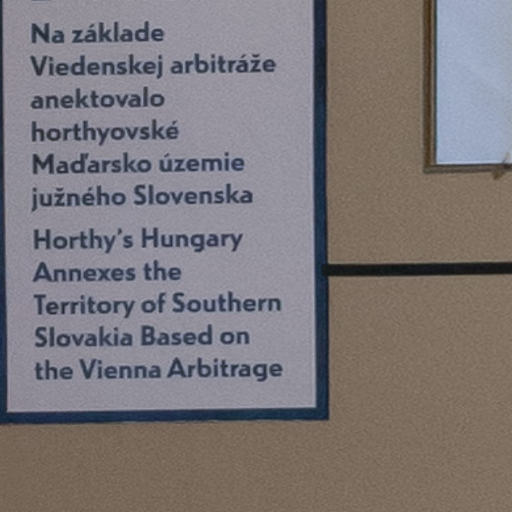 Na základe
Viedenskej arbitráže
anektovalo
horthyovské
Maďarsko územie
južného Slovenska
Horthy's Hungary
Annexes the
Territory of Southern
Slovakia Based on
the Vienna Arbitrage